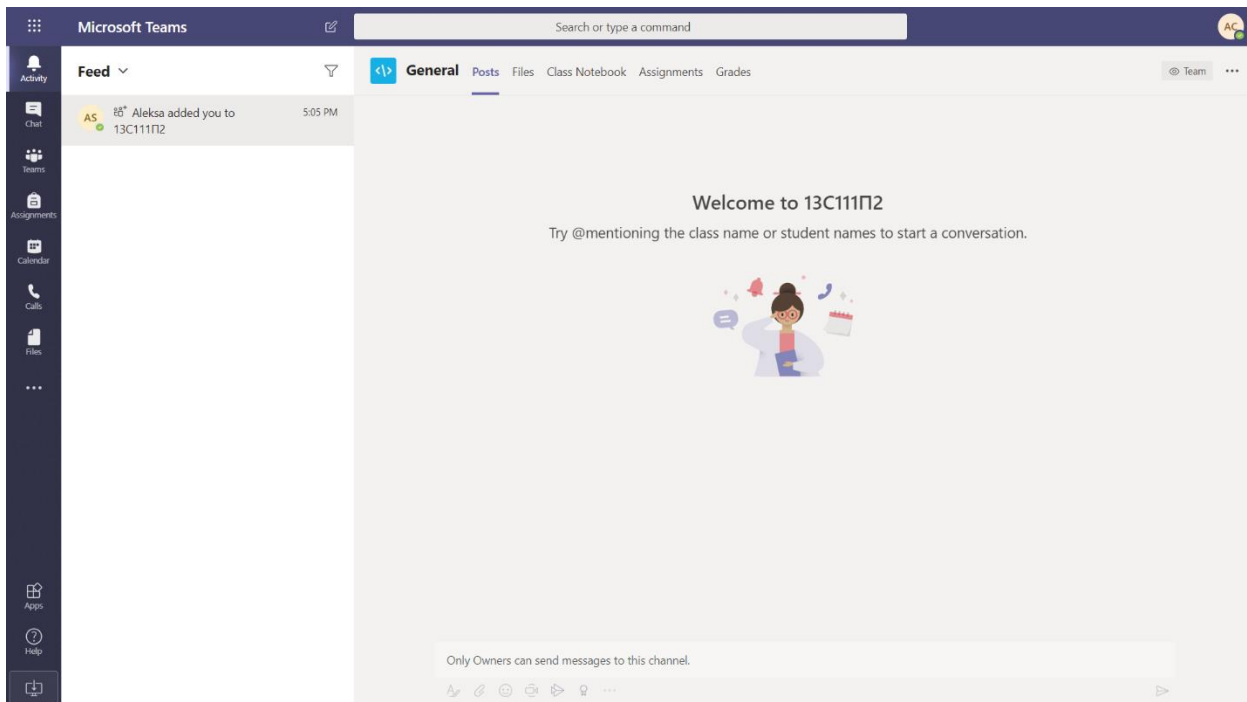 Microsoft Teams
Search or type a command
AC
Activity
Chat
Teams
Assignments
Calendar
Calls
Files
Apps
Help
Feed
AS
Aleksa added you to
13С111П2
5:05 PM
General Posts Files Class Notebook Assignments Grades
Team
Welcome to 13С111П2
Try @mentioning the class name or student names to start a conversation.
Only Owners can send messages to this channel.